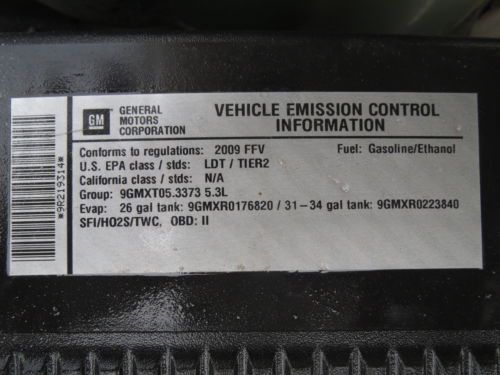 GM
GENERAL
MOTORS
CORPORATION
VEHICLE EMISSION CONTROL
INFORMATION
Conforms to regulations: 2009 FFV Fuel: Gasoline/Ethanol
U.S. EPA class / stds: LDT / TIER2
California class / stds: N/A
Group: 9GMXT05.3373 5.3L
Evap: 26 gal tank: 9GMXR0176820 / 31-34 gal tank: 9GMXR0223840
SFI/HO2S/TWC, OBD: II
*9R219314*